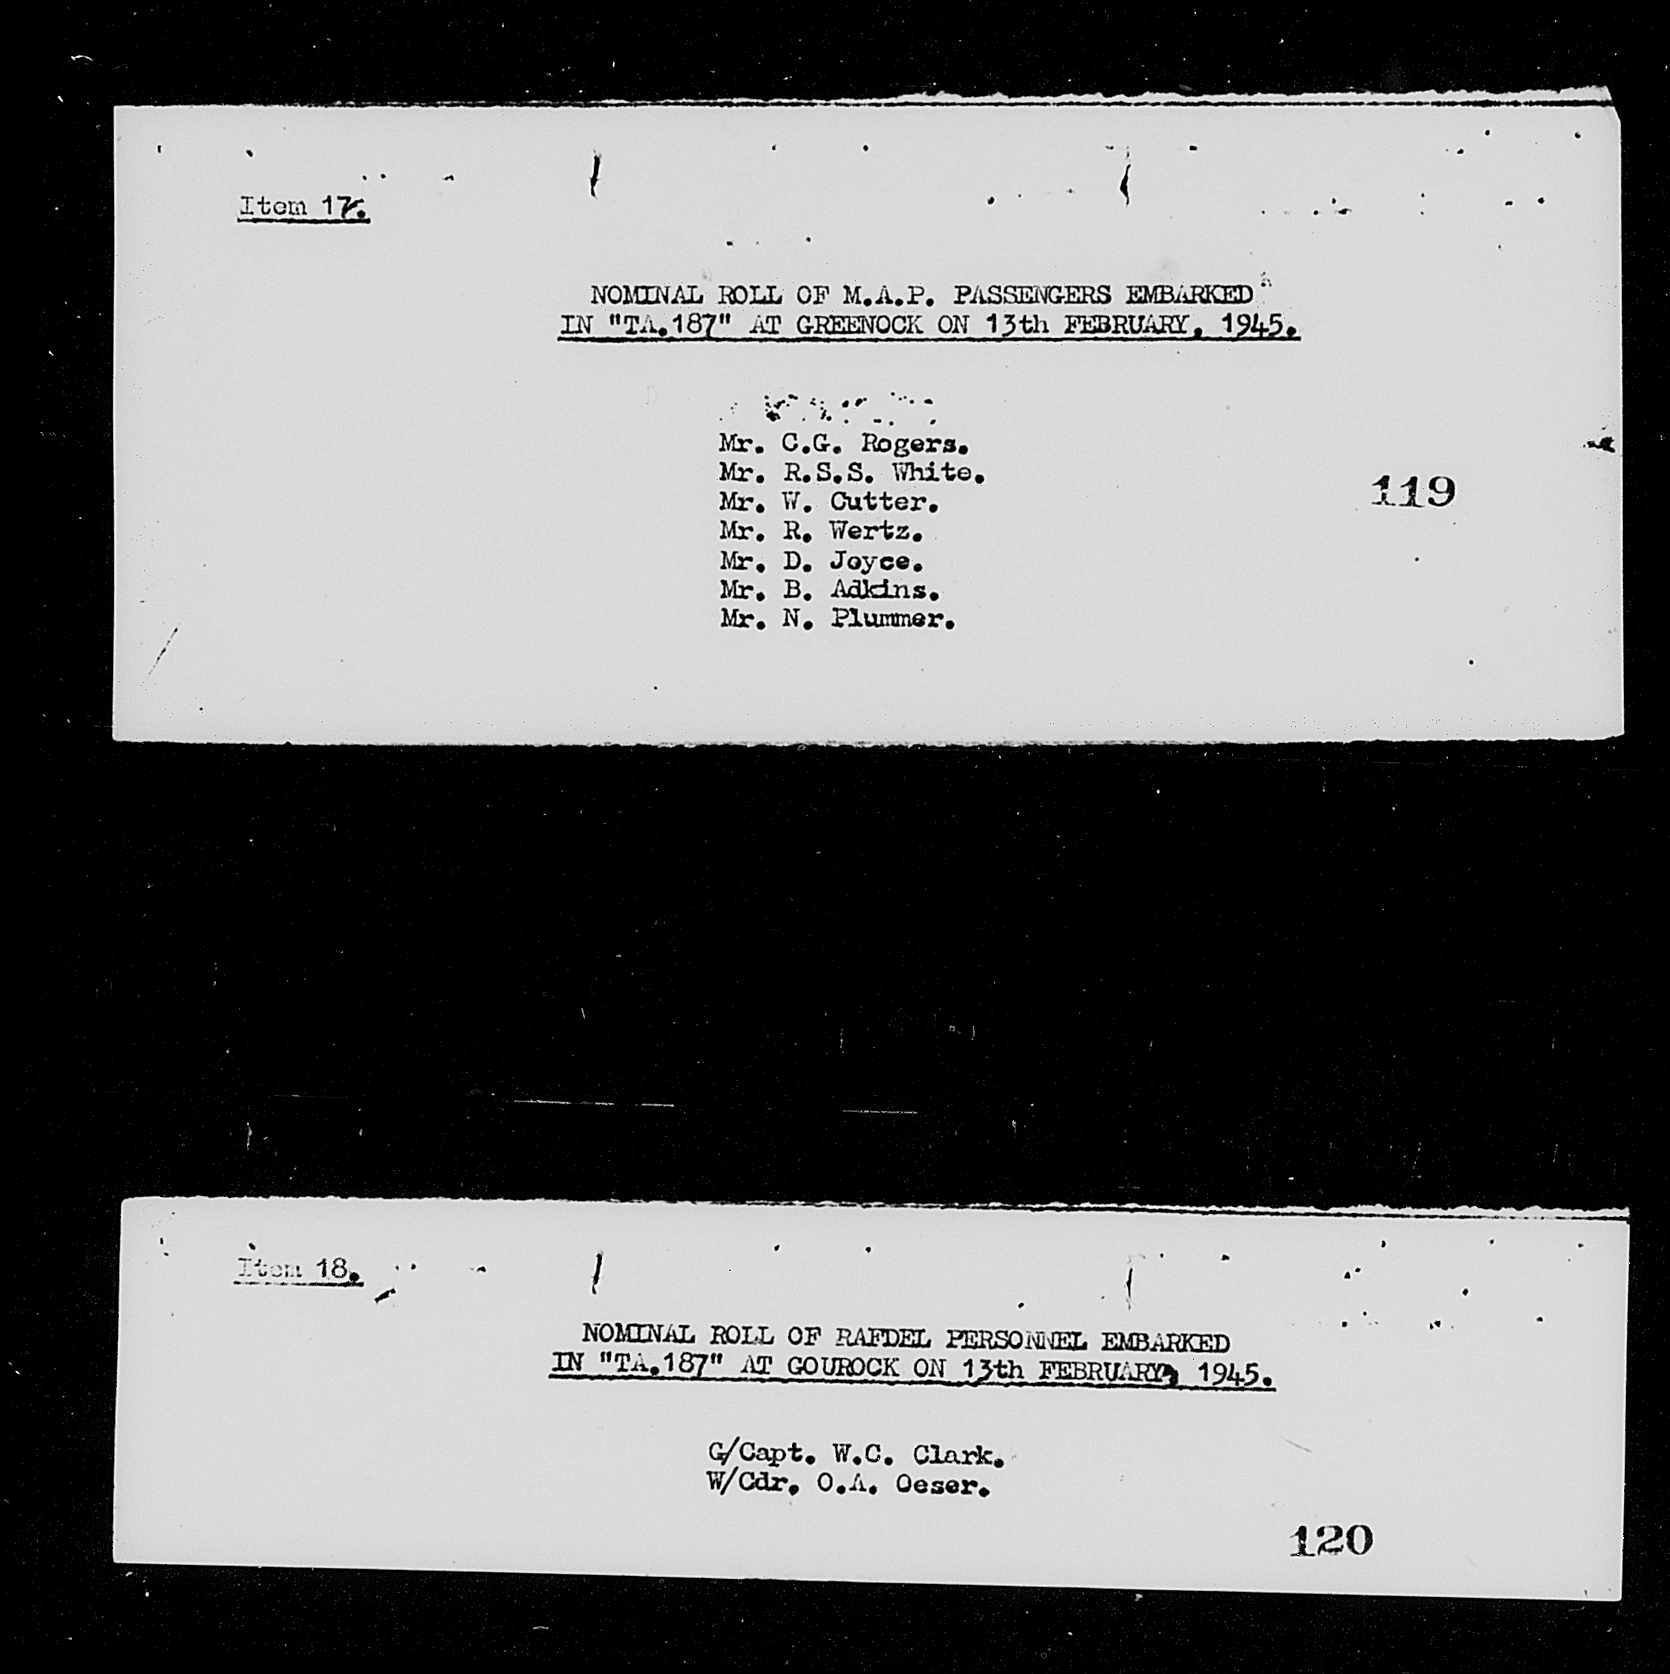 Item 17.
NOMINAL ROLL OF M.A.P. PASSENGERS EMBARKED
IN "TA.187" AT GREENOCK ON 13th FEBRUARY, 1945.
Mr. C.G. Rogers.
Mr. R.S.S. White.
119
Mr. W. Cutter.
Mr. R. Wertz.
Mr. D. Joyce.
Mr. B. Adkins.
Mr. N. Plummer.
Item 18.
NOMINAL ROLL OF RAFDEL PERSONNEL EMBARKED
IN "TA.187" AT GOUROCK ON 13th FEBRUARY, 1945.
G/Capt. W.C. Clark.
W/Cdr. O.A. Oeser.
120